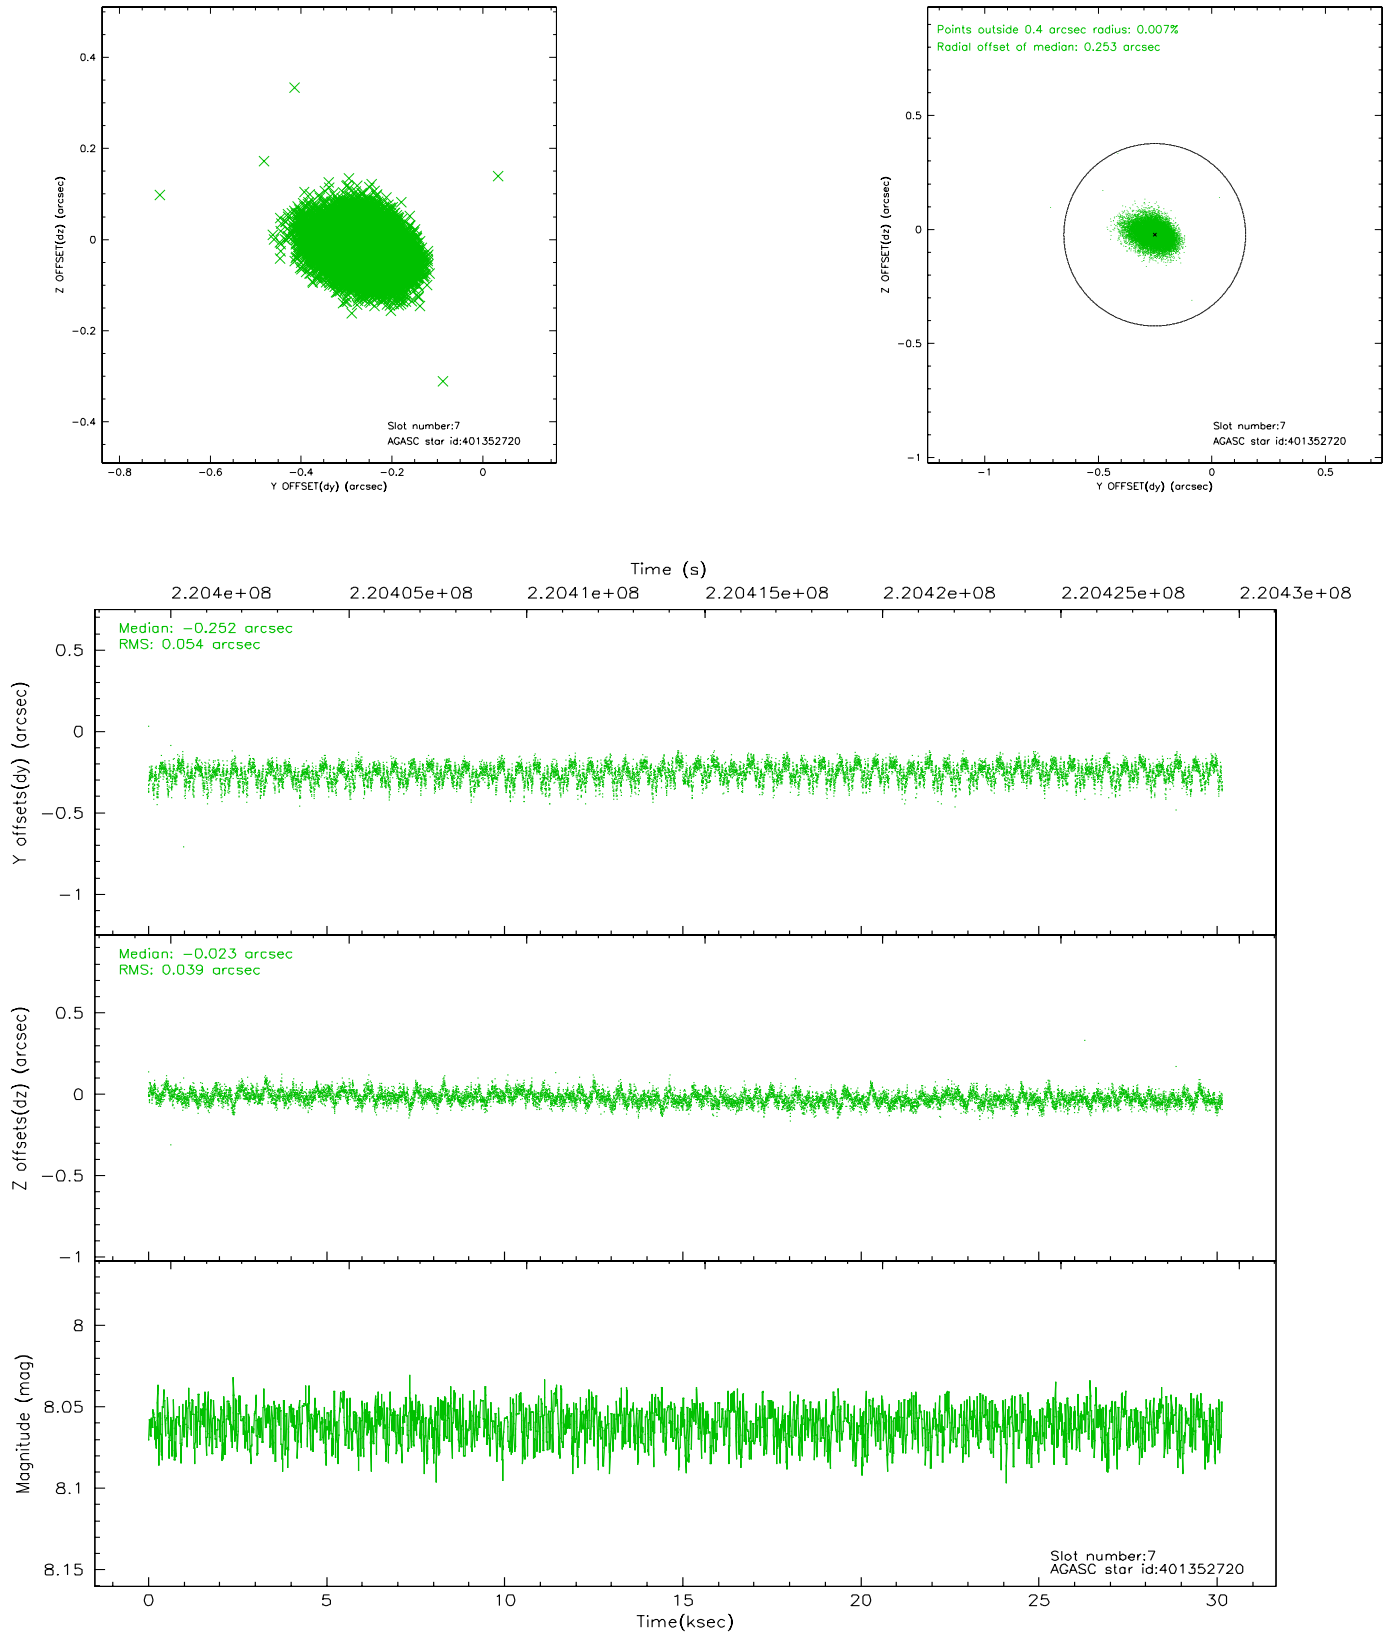 0.4
0.2
0
−0.2
−0.4
Z OFFSET(dz) (arcsec)
Slot number:7
AGASC star id:401352720
−0.8
−0.6
−0.4
−0.2
0
Y OFFSET(dy) (arcsec)
Points outside 0.4 arcsec radius: 0.007%
Radial offset of median: 0.253 arcsec
0.5
0
−0.5
−1
Z OFFSET(dz) (arcsec)
Slot number:7
AGASC star id:401352720
−1
−0.5
0
0.5
Y OFFSET(dy) (arcsec)
Time (s)
2.204e+08
2.20405e+08
2.2041e+08
2.20415e+08
2.2042e+08
2.20425e+08
2.2043e+08
Median: −0.252 arcsec
RMS: 0.054 arcsec
0.5
0
−0.5
−1
Y offsets(dy) (arcsec)
Median: −0.023 arcsec
RMS: 0.039 arcsec
0.5
0
−0.5
−1
Z offsets(dz) (arcsec)
8
8.05
8.1
8.15
Magnitude (mag)
Slot number:7
AGASC star id:401352720
0
5
10
15
20
25
30
Time(ksec)